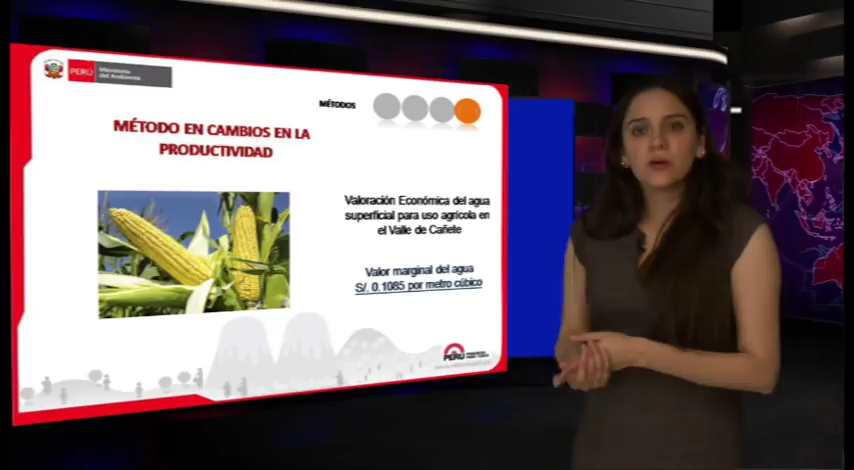 PERÚ
Ministerio
del Ambiente
MÉTODOS
MÉTODO EN CAMBIOS EN LA
PRODUCTIVIDAD
Valoración Económica del agua
superficial para uso agrícola en
el Valle de Cañete
Valor marginal del agua
S/. 0.1085 por metro cúbico
PERÚ